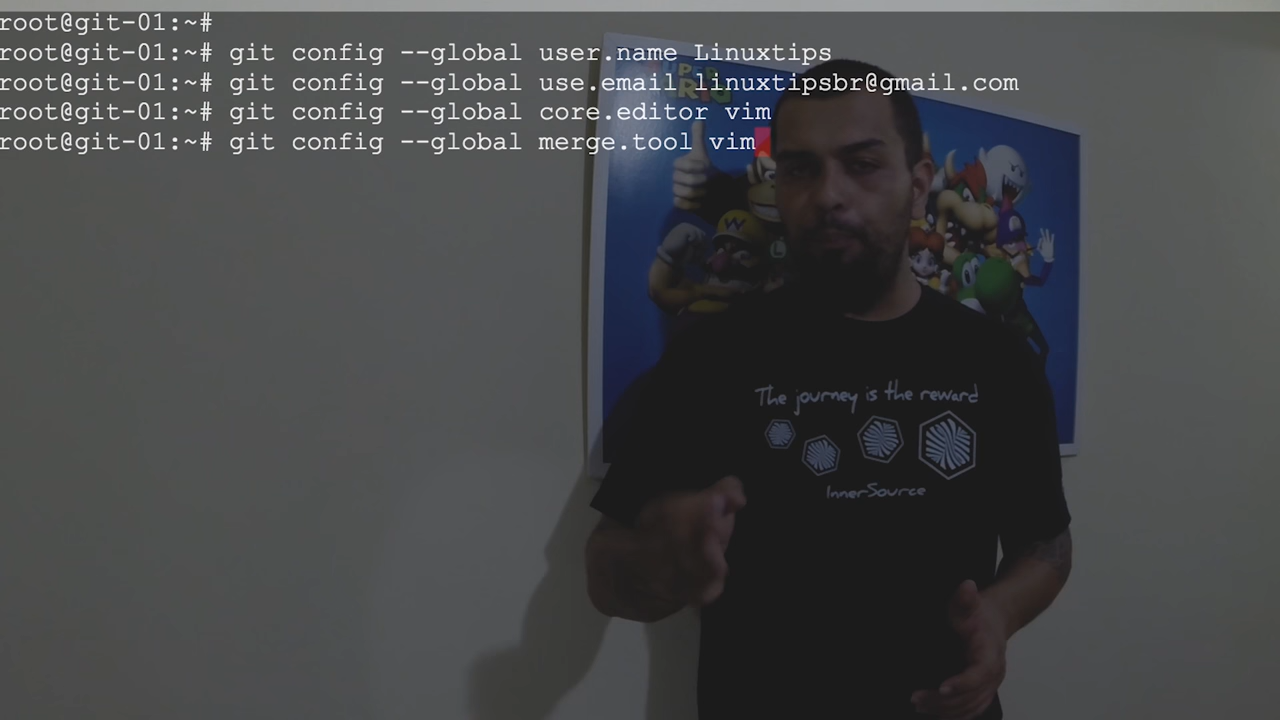 root@git-01:~#
root@git-01:~# git config --global user.name Linuxtips
root@git-01:~# git config --global use.email linuxtipsbr@gmail.com
root@git-01:~# git config --global core.editor vim
root@git-01:~# git config --global merge.tool vim
The journey is the reward
InnerSource
W
L